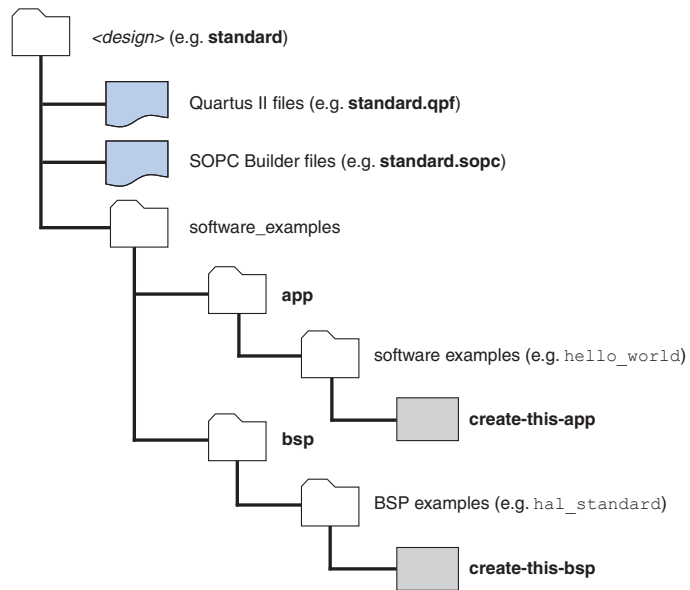 <design> (e.g. standard)
Quartus II files (e.g. standard.qpf)
SOPC Builder files (e.g. standard.sopc)
software_examples
app
software examples (e.g. hello_world)
create-this-app
bsp
BSP examples (e.g. hal_standard)
create-this-bsp